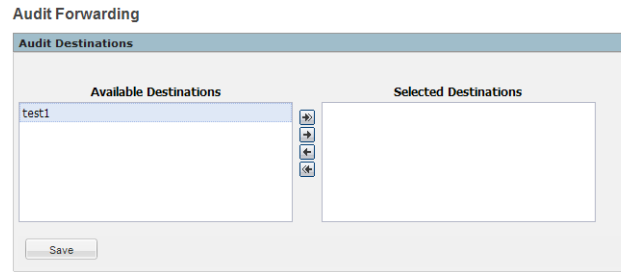 Audit Forwarding
Audit Destinations
Available Destinations
Selected Destinations
test1
Save